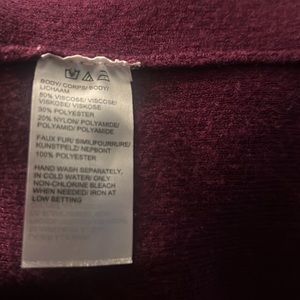 BODY/ CORPS/ BODY/
LICHAAM
50% VISCOSE/ VISCOSE/
VISKOSE/ VISKOSE
30% POLYESTER
20% NYLON/ POLYAMIDE/
POLYAMID/ POLYAMIDE
FAUX FUR/ SIMILIFOURRURE/
KUNSTPELZ/ NEPBONT
100% POLYESTER
HAND WASH SEPARATELY,
IN COLD WATER/ ONLY
NON-CHLORINE BLEACH
WHEN NEEDED/ IRON AT
LOW SETTING/